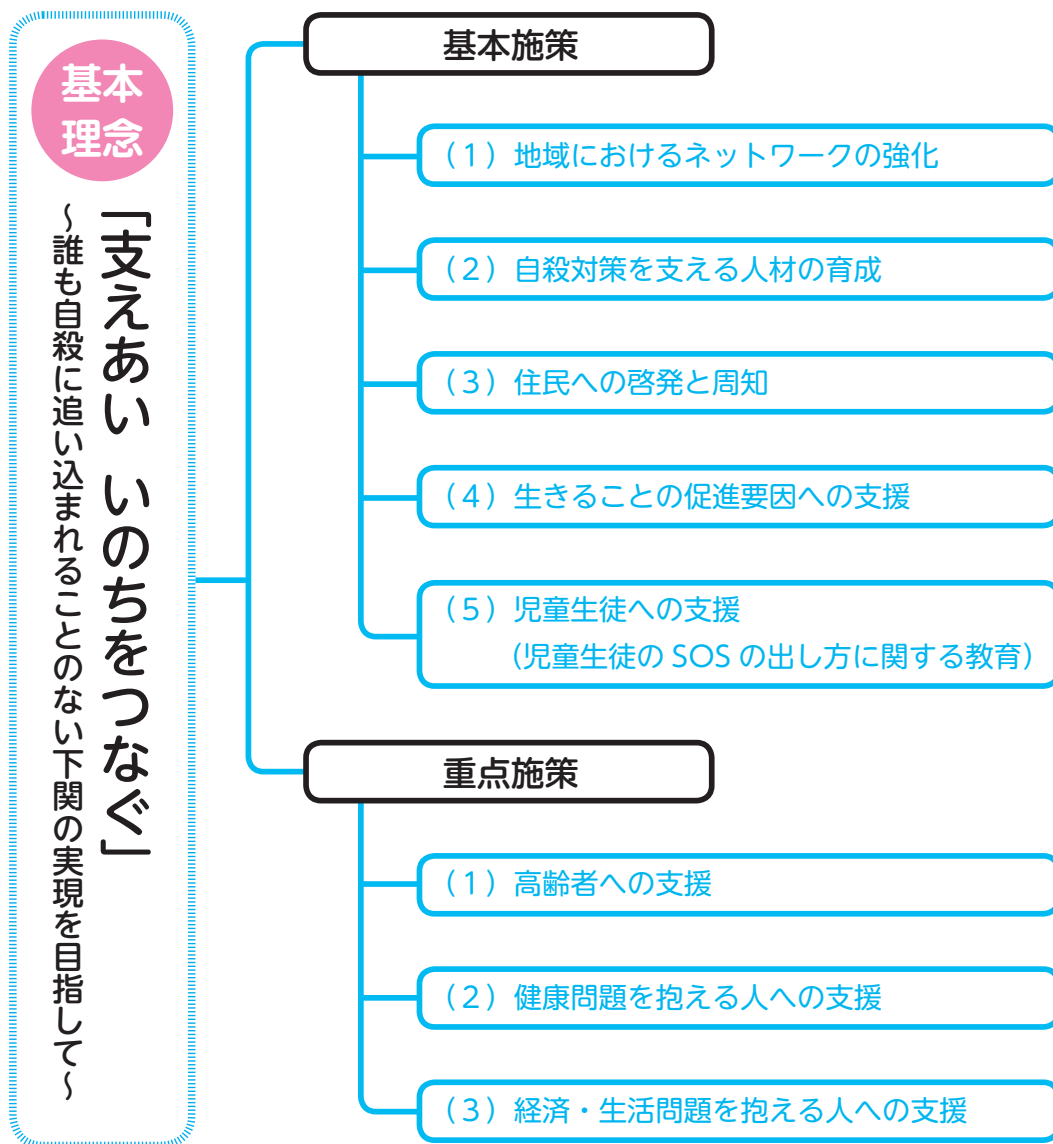 基本
理念
「支えあい いのちをつなぐ」
~誰も自殺に追い込まれることのない下関の実現を目指して~
基本施策
(1)地域におけるネットワークの強化
(2)自殺対策を支える人材の育成
(3)住民への啓発と周知
(4)生きることの促進要因への支援
(5)児童生徒への支援
(児童生徒の SOS の出し方に関する教育)
重点施策
(1)高齢者への支援
(2)健康問題を抱える人への支援
(3)経済・生活問題を抱える人への支援